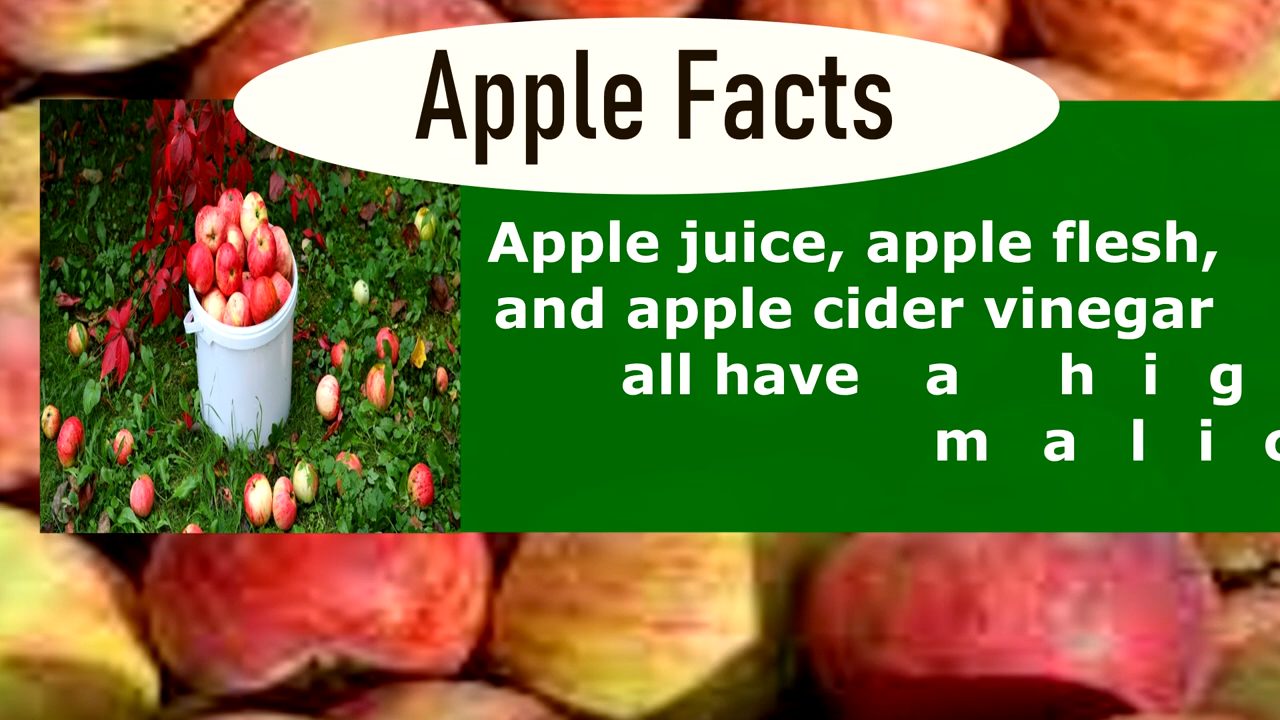 Apple Facts
Apple juice, apple flesh,
and apple cider vinegar
all have a h i g
m a l i c